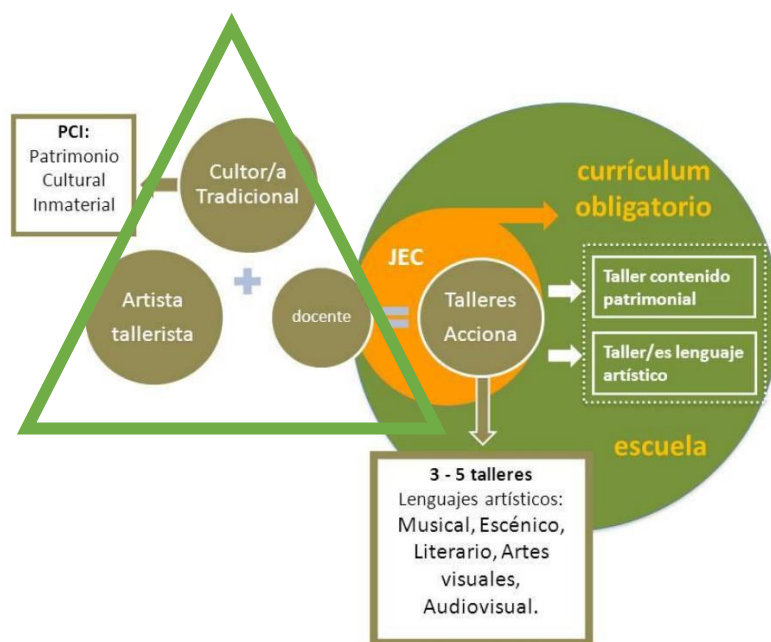 PCI:
Patrimonio
Cultural
Inmaterial
Cultor/a
Tradicional
Artista
tallerista
+
docente
=
JEC
Talleres
Acciona
currículum
obligatorio
Taller contenido
patrimonial
Taller/es lenguaje
artístico
escuela
3 - 5 talleres
Lenguajes artísticos:
Musical, Escénico,
Literario, Artes
visuales,
Audiovisual.